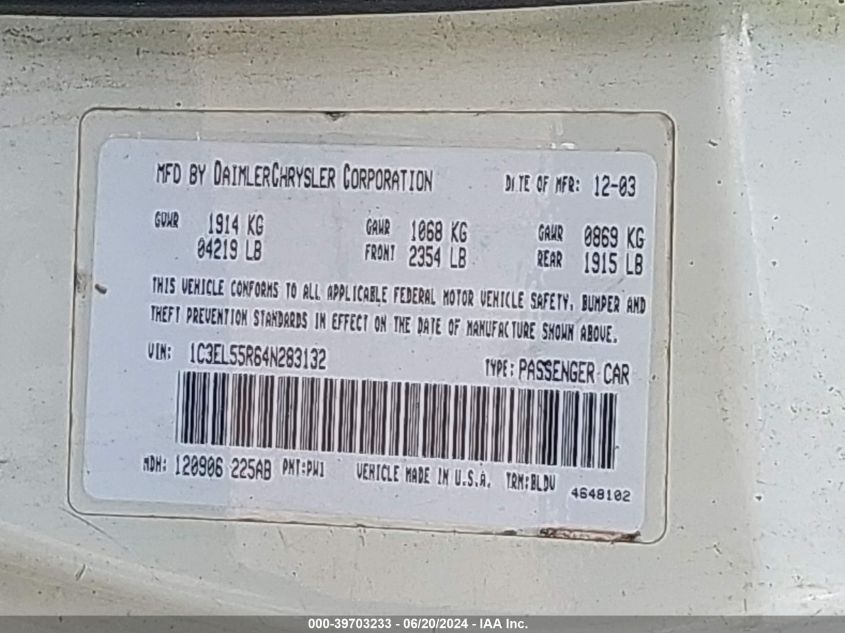 MFD BY DAIMLERCHRYSLER CORPORATION DATE OF MFR: 12-03
GVWR 1914 KG GAWR 1068 KG GAWR 0869 KG
04219 LB FRONT 2354 LB REAR 1915 LB
THIS VEHICLE CONFORMS TO ALL APPLICABLE FEDERAL MOTOR VEHICLE SAFETY, BUMPER AND
THEFT PREVENTION STANDARDS IN EFFECT ON THE DATE OF MANUFACTURE SHOWN ABOVE.
VIN: 1C3EL55R64N283132 TYPE: PASSENGER CAR
MDH: 120906 225AB PNT:PW1 VEHICLE MADE IN U.S.A. TRM:BLDV
4648102
000-39703233 - 06/20/2024 - IAA Inc.